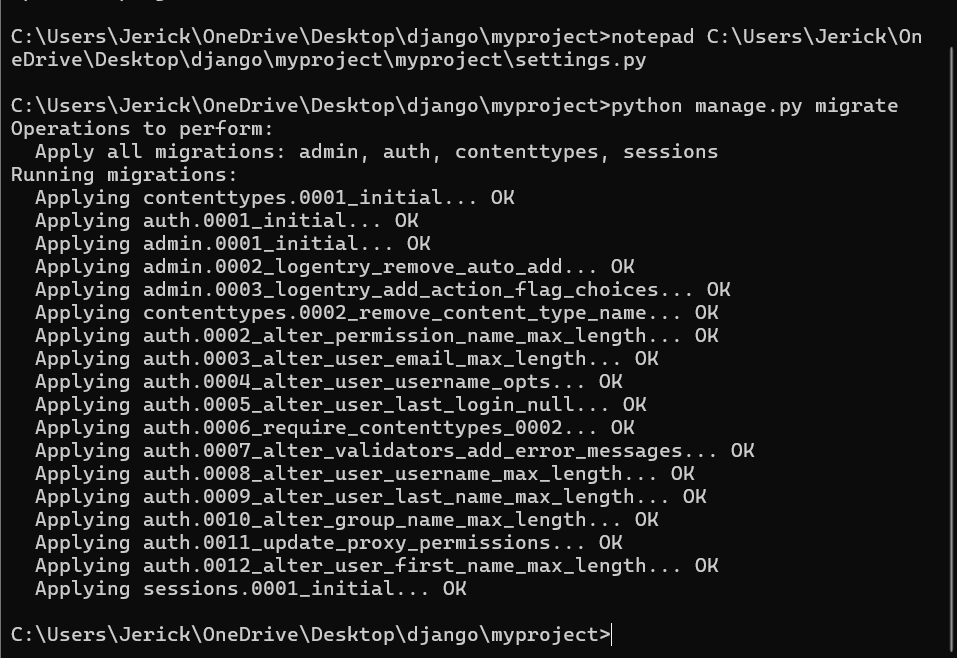 C:\Users\Jerick\OneDrive\Desktop\django\myproject>notepad C:\Users\Jerick\On
eDrive\Desktop\django\myproject\myproject\settings.py
C:\Users\Jerick\OneDrive\Desktop\django\myproject>python manage.py migrate
Operations to perform:
  Apply all migrations: admin, auth, contenttypes, sessions
Running migrations:
  Applying contenttypes.0001_initial... OK
  Applying auth.0001_initial... OK
  Applying admin.0001_initial... OK
  Applying admin.0002_logentry_remove_auto_add... OK
  Applying admin.0003_logentry_add_action_flag_choices... OK
  Applying contenttypes.0002_remove_content_type_name... OK
  Applying auth.0002_alter_permission_name_max_length... OK
  Applying auth.0003_alter_user_email_max_length... OK
  Applying auth.0004_alter_user_username_opts... OK
  Applying auth.0005_alter_user_last_login_null... OK
  Applying auth.0006_require_contenttypes_0002... OK
  Applying auth.0007_alter_validators_add_error_messages... OK
  Applying auth.0008_alter_user_username_max_length... OK
  Applying auth.0009_alter_user_last_name_max_length... OK
  Applying auth.0010_alter_group_name_max_length... OK
  Applying auth.0011_update_proxy_permissions... OK
  Applying auth.0012_alter_user_first_name_max_length... OK
  Applying sessions.0001_initial... OK
C:\Users\Jerick\OneDrive\Desktop\django\myproject>